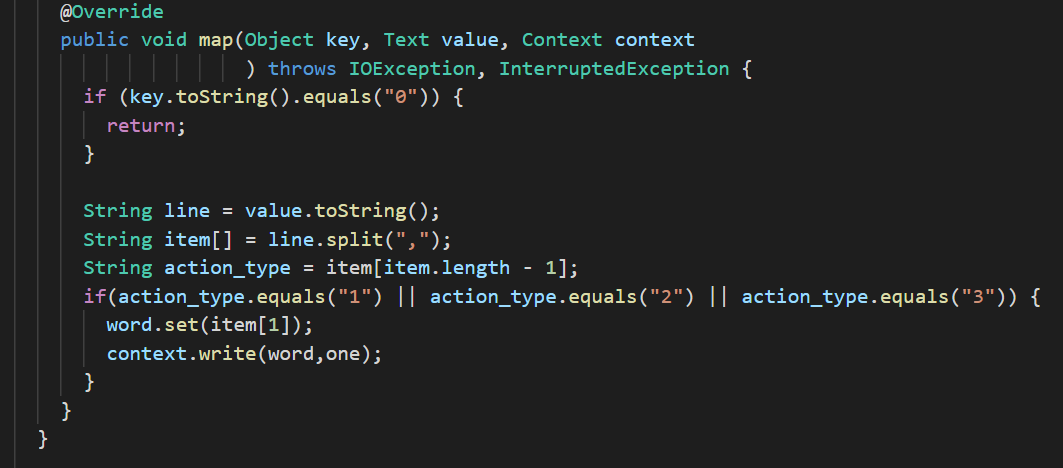 @Override
public void map(Object key, Text value, Context context
) throws IOException, InterruptedException {
if (key.toString().equals("0")) {
return;
}
String line = value.toString();
String item[] = line.split(",");
String action_type = item[item.length - 1];
if(action_type.equals("1") || action_type.equals("2") || action_type.equals("3")) {
word.set(item[1]);
context.write(word,one);
}
}
}